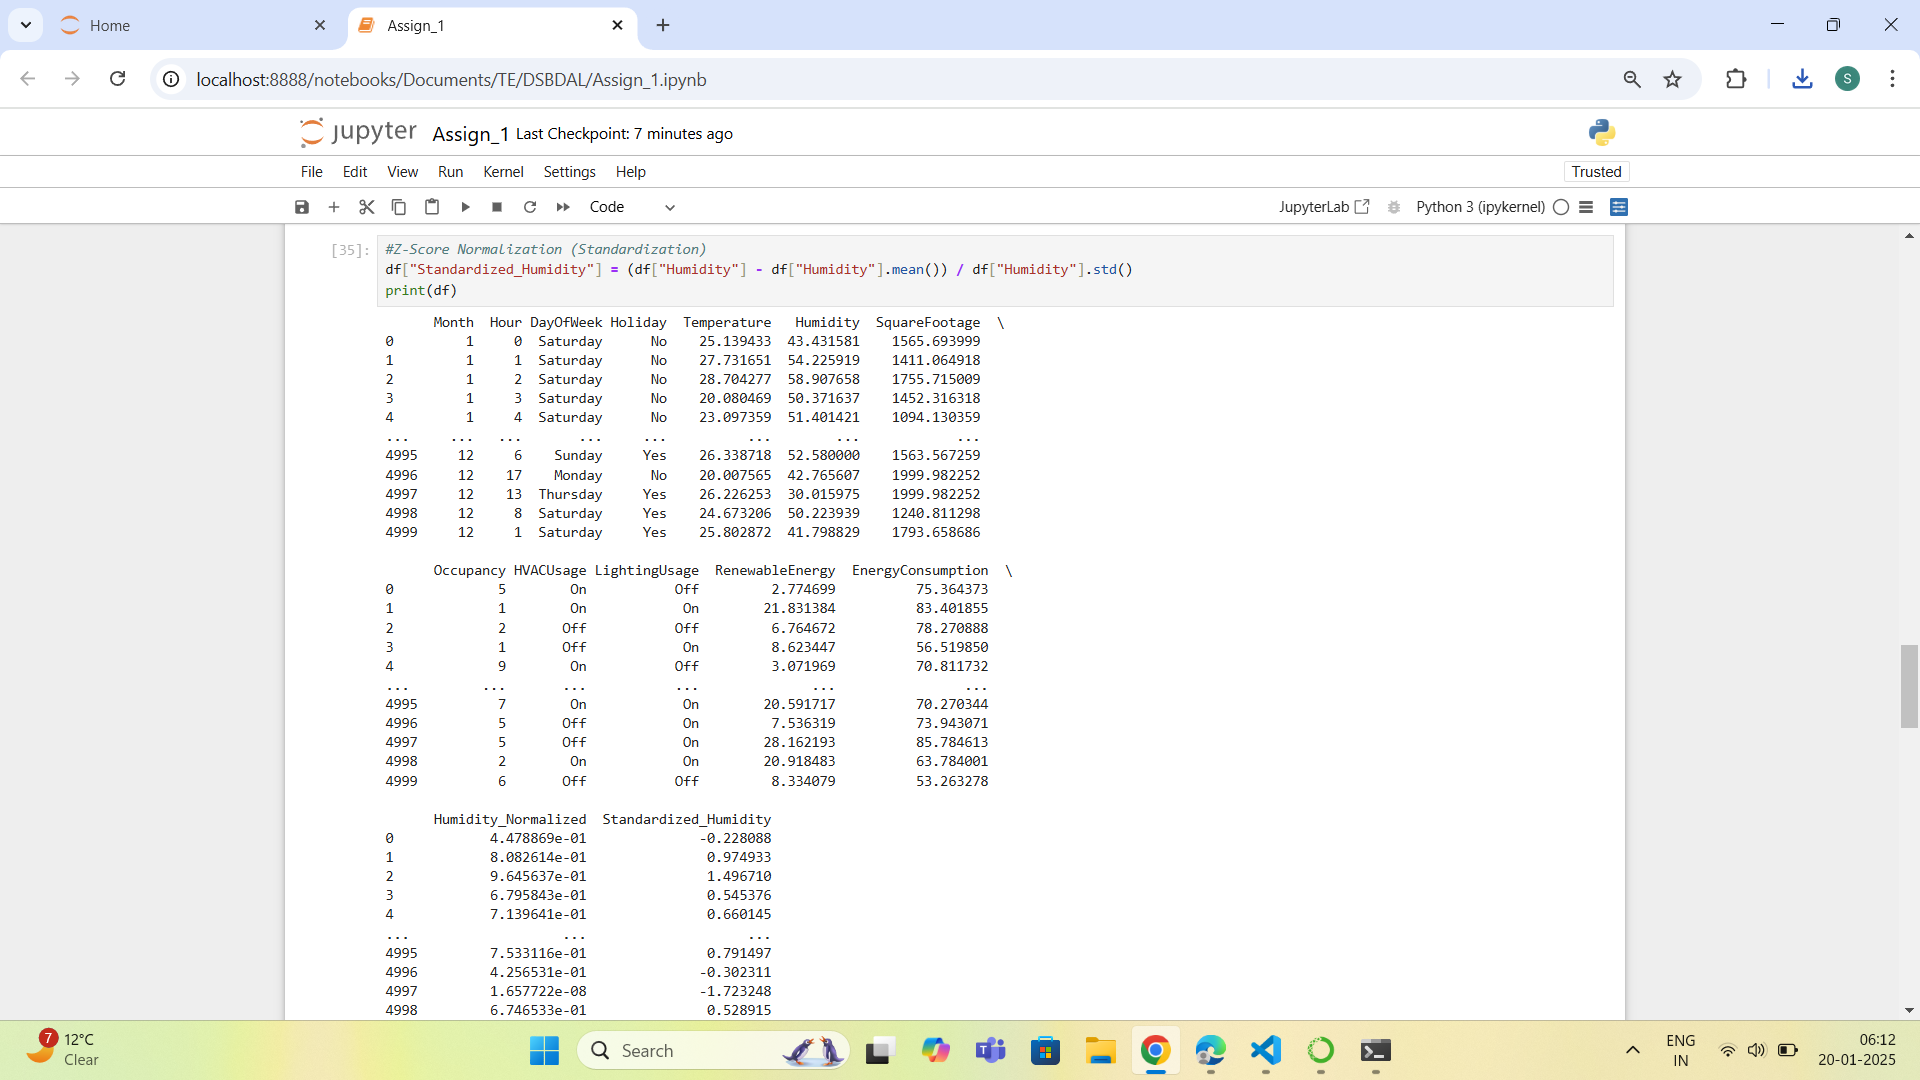 Home
Assign_1
localhost:8888/notebooks/Documents/TE/DSBDAL/Assign_1.ipynb
S
jupyter Assign_1 Last Checkpoint: 7 minutes ago
File Edit View Run Kernel Settings Help
Trusted
Code
JupyterLab
Python 3 (ipykernel)
[35]: #Z-Score Normalization (Standardization)
df["Standardized_Humidity"] = (df["Humidity"] - df["Humidity"].mean()) / df["Humidity"].std()
print(df)
Month Hour DayOfWeek Holiday Temperature Humidity SquareFootage \
0 1 0 Saturday No 25.139433 43.431581 1565.693999
1 1 1 Saturday No 27.731651 54.225919 1411.064918
2 1 2 Saturday No 28.704277 58.907658 1755.715009
3 1 3 Saturday No 20.080469 50.371637 1452.316318
4 1 4 Saturday No 23.097359 51.401421 1094.130359
... ... ... ... ... ... ... ...
4995 12 6 Sunday Yes 26.338718 52.580000 1563.567259
4996 12 17 Monday No 20.007565 42.765607 1999.982252
4997 12 13 Thursday Yes 26.226253 30.015975 1999.982252
4998 12 8 Saturday Yes 24.673206 50.223939 1240.811298
4999 12 1 Saturday Yes 25.802872 41.798829 1793.658686
Occupancy HVACUsage LightingUsage RenewableEnergy EnergyConsumption \
0 5 On Off 2.774699 75.364373
1 1 On On 21.831384 83.401855
2 2 Off Off 6.764672 78.270888
3 1 Off On 8.623447 56.519850
4 9 On Off 3.071969 70.811732
... ... ... ... ... ...
4995 7 On On 20.591717 70.270344
4996 5 Off On 7.536319 73.943071
4997 5 Off On 28.162193 85.784613
4998 2 On On 20.918483 63.784001
4999 6 Off Off 8.334079 53.263278
Humidity_Normalized Standardized_Humidity
0 4.478869e-01 -0.228088
1 8.082614e-01 0.974933
2 9.645637e-01 1.496710
3 6.795843e-01 0.545376
4 7.139641e-01 0.660145
... ... ...
4995 7.533116e-01 0.791497
4996 4.256531e-01 -0.302311
4997 1.657722e-08 -1.723248
4998 6.746533e-01 0.528915
7
12°C
Clear
Search
ENG
IN
06:12
20-01-2025